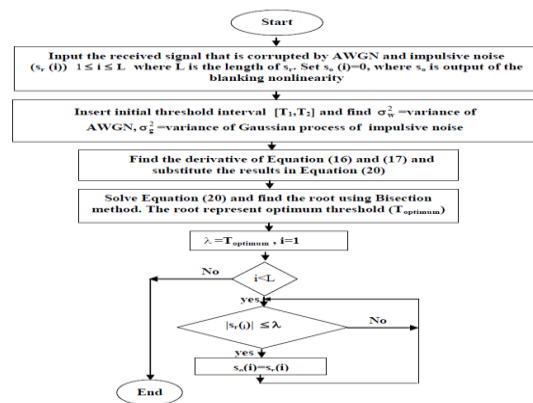 Start
Input the received signal that is corrupted by AWGN and impulsive noise
(sᵣ (i)) 1 ≤ i ≤ L where L is the length of sᵣ. Set sₒ (i)=0, where sₒ is output of the
blanking nonlinearity
Insert initial threshold interval [T₁,T₂] and find σ²w =variance of
AWGN, σ²g =variance of Gaussian process of impulsive noise
Find the derivative of Equation (16) and (17) and
substitute the results in Equation (20)
Solve Equation (20) and find the root using Bisection
method. The root represent optimum threshold (Toptimum)
λ =Toptimum , i=1
No
i<L
yes
|sᵣ(i)| ≤ λ
No
yes
sₒ(i)=sᵣ(i)
End